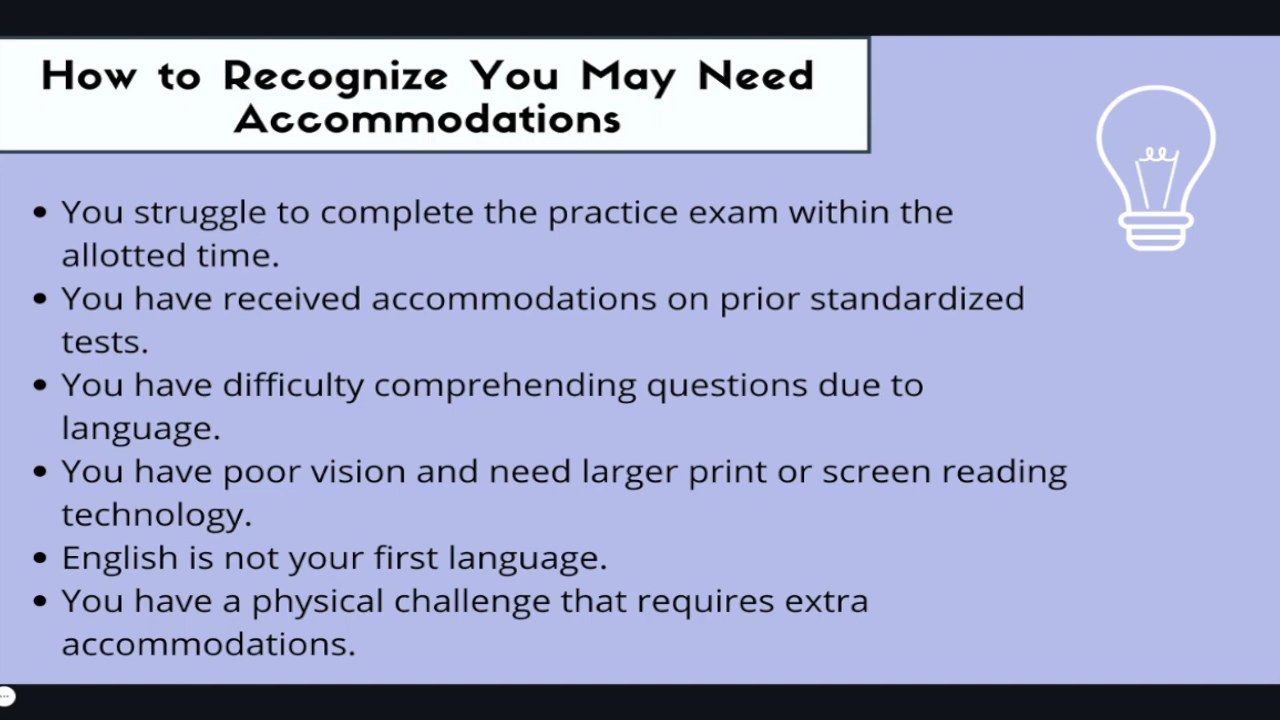 How to Recognize You May Need
Accommodations
• You struggle to complete the practice exam within the
allotted time.
• You have received accommodations on prior standardized
tests.
• You have difficulty comprehending questions due to
language.
• You have poor vision and need larger print or screen reading
technology.
• English is not your first language.
• You have a physical challenge that requires extra
accommodations.